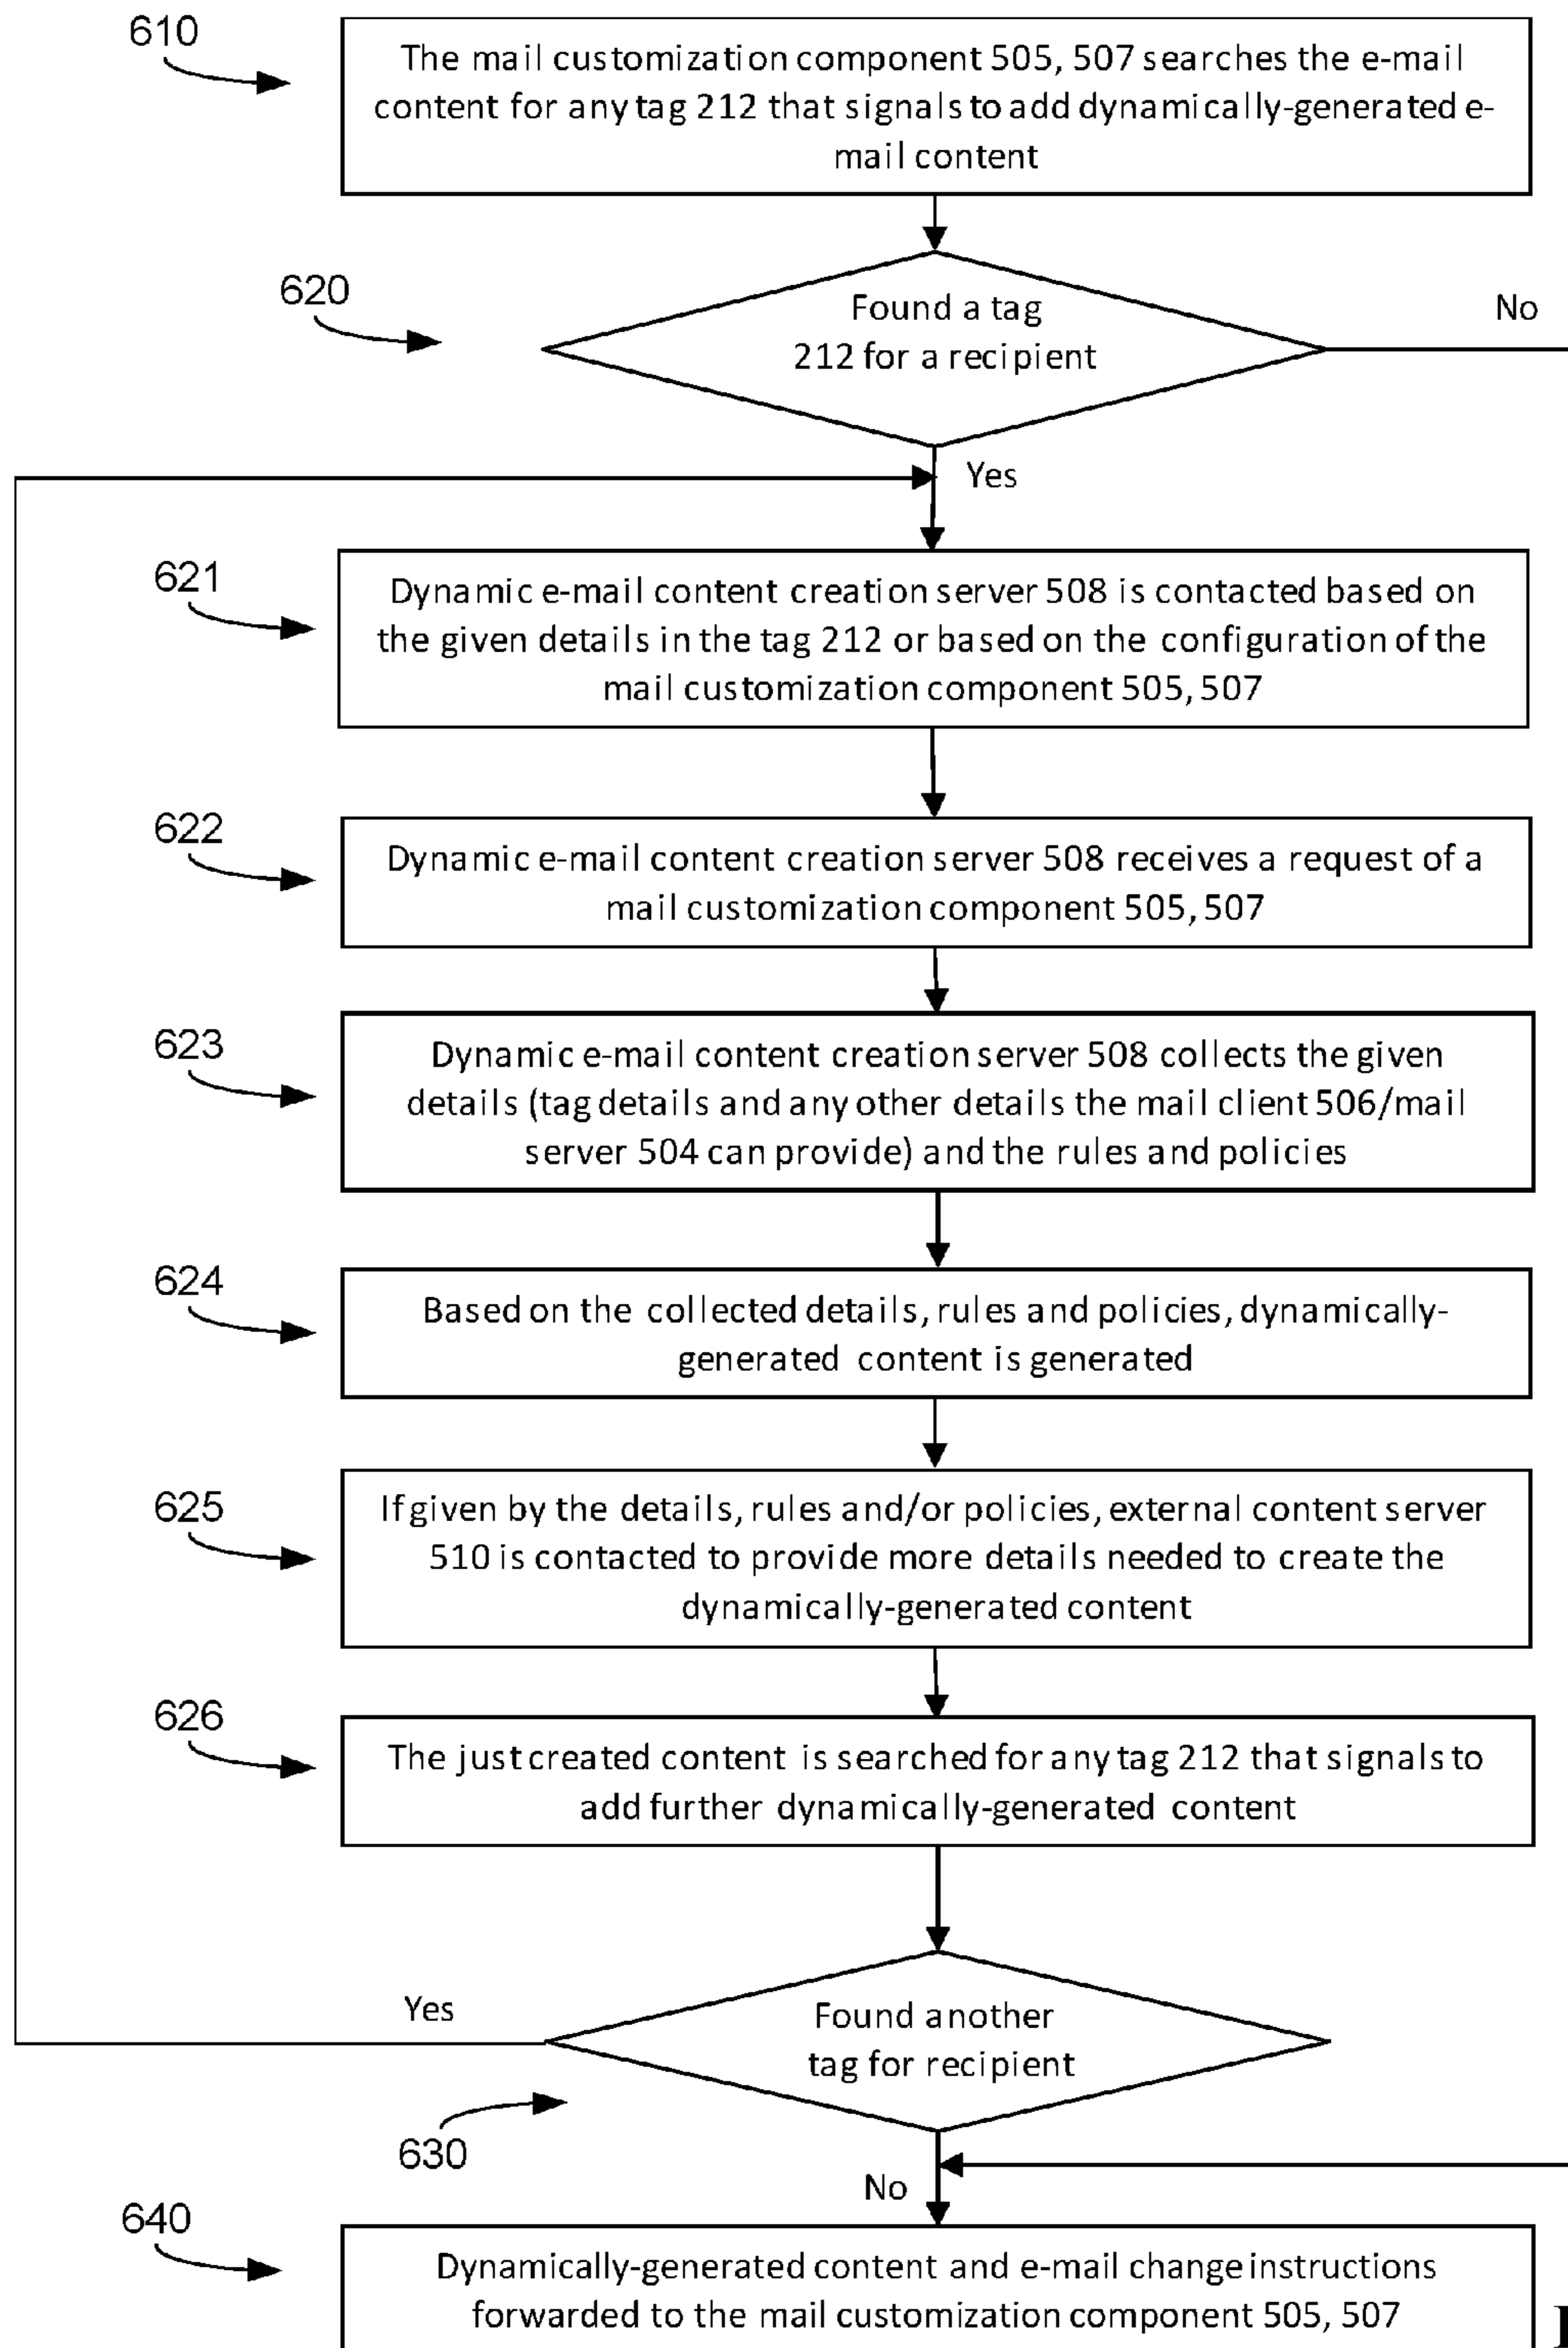 610
The mail customization component 505, 507 searches the e-mail
content for any tag 212 that signals to add dynamically-generated e-
mail content
620
Found a tag
212 for a recipient
No
Yes
621
Dynamic e-mail content creation server 508 is contacted based on
the given details in the tag 212 or based on the configuration of the
mail customization component 505, 507
622
Dynamic e-mail content creation server 508 receives a request of a
mail customization component 505, 507
623
Dynamic e-mail content creation server 508 collects the given
details (tag details and any other details the mail client 506/mail
server 504 can provide) and the rules and policies
624
Based on the collected details, rules and policies, dynamically-
generated content is generated
625
If given by the details, rules and/or policies, external content server
510 is contacted to provide more details needed to create the
dynamically-generated content
626
The just created content is searched for any tag 212 that signals to
add further dynamically-generated content
Yes
Found another
tag for recipient
630
No
640
Dynamically-generated content and e-mail change instructions
forwarded to the mail customization component 505, 507